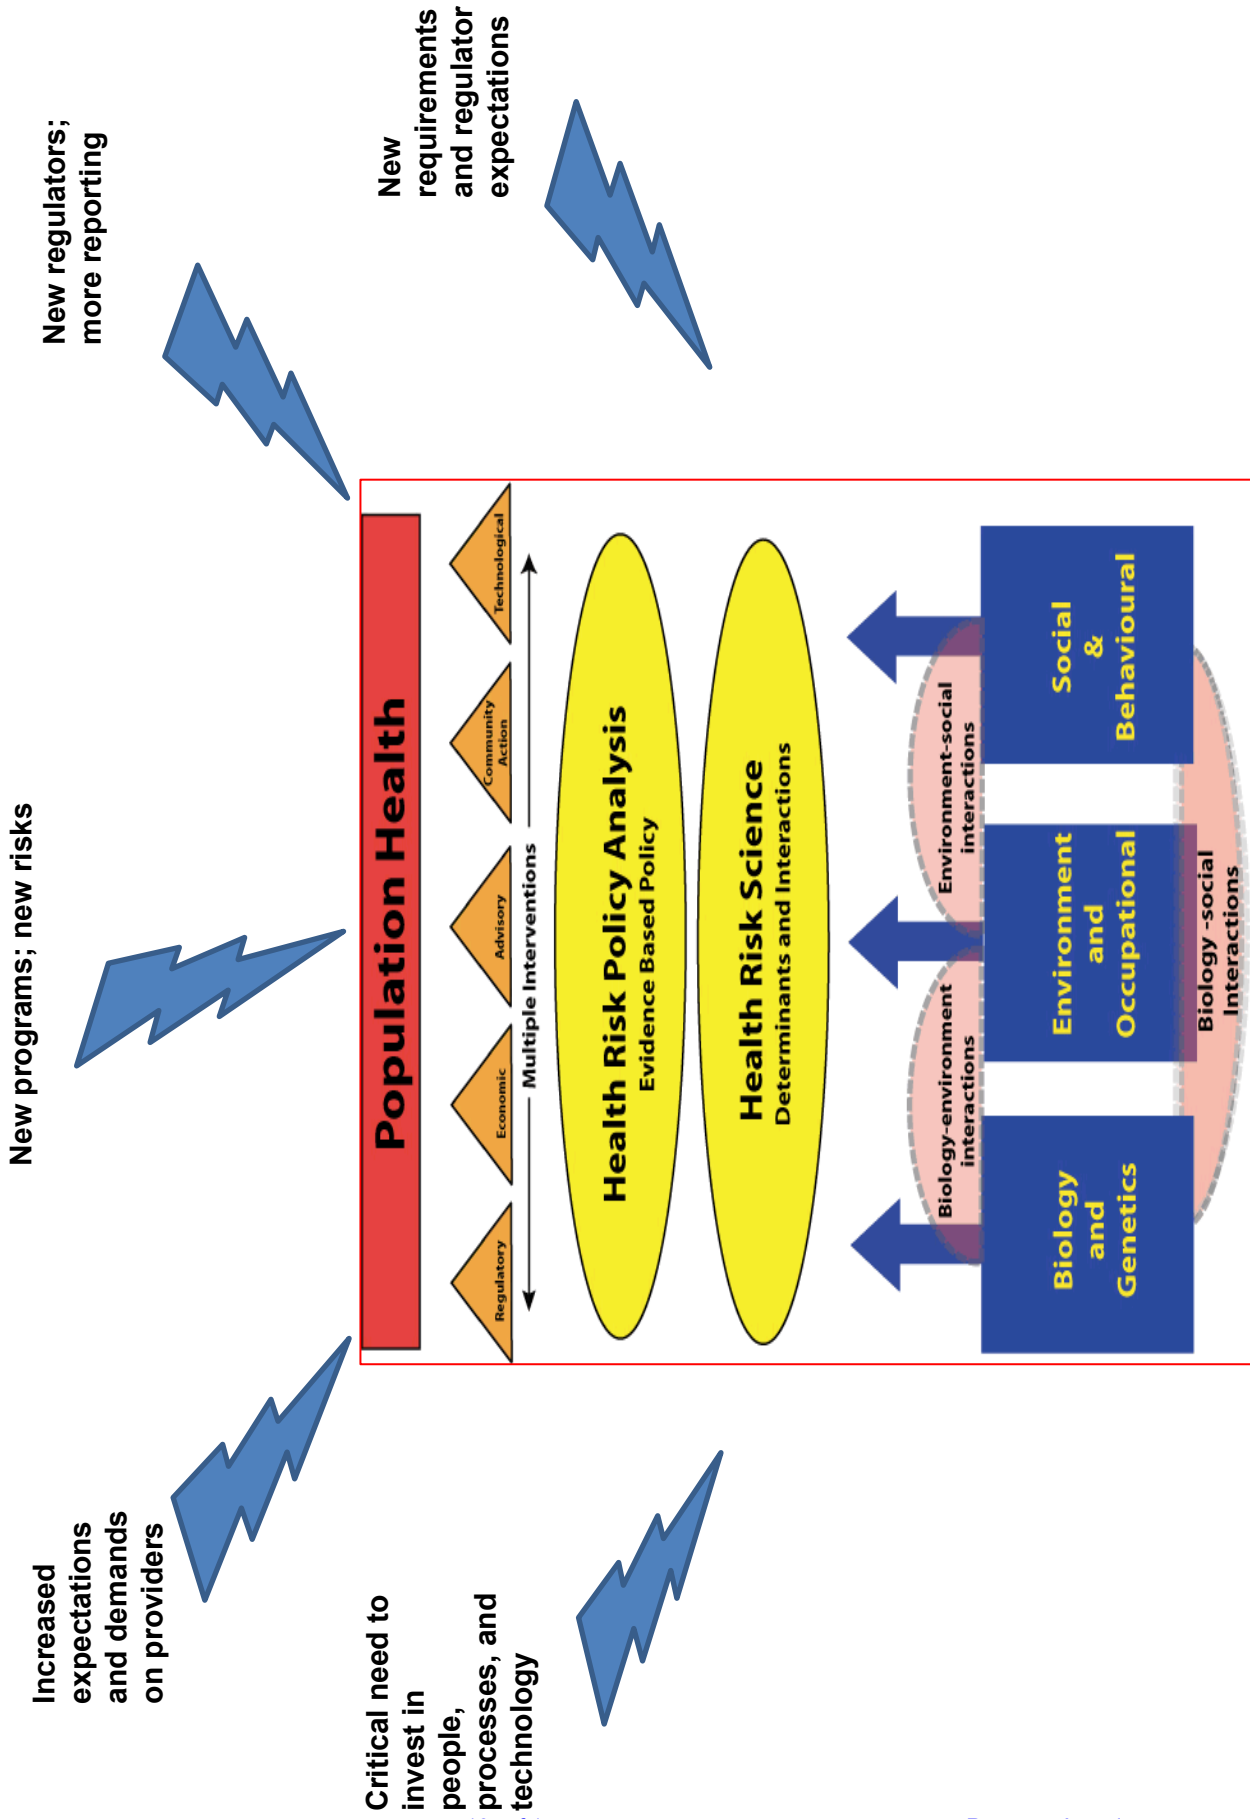 New programs; new risks
Increased
expectations
and demands
on providers
New regulators;
more reporting
Critical need to
invest in
people,
processes, and
technology
New
requirements
and regulator
expectations
Population Health
Regulatory
Economic
Advisory
Community
Action
Technological
Multiple Interventions
Health Risk Policy Analysis
Evidence Based Policy
Health Risk Science
Determinants and Interactions
Biology-environment
interactions
Environment-social
interactions
Biology
and
Genetics
Environment
and
Occupational
Social
&
Behavioural
Biology -social
Interactions